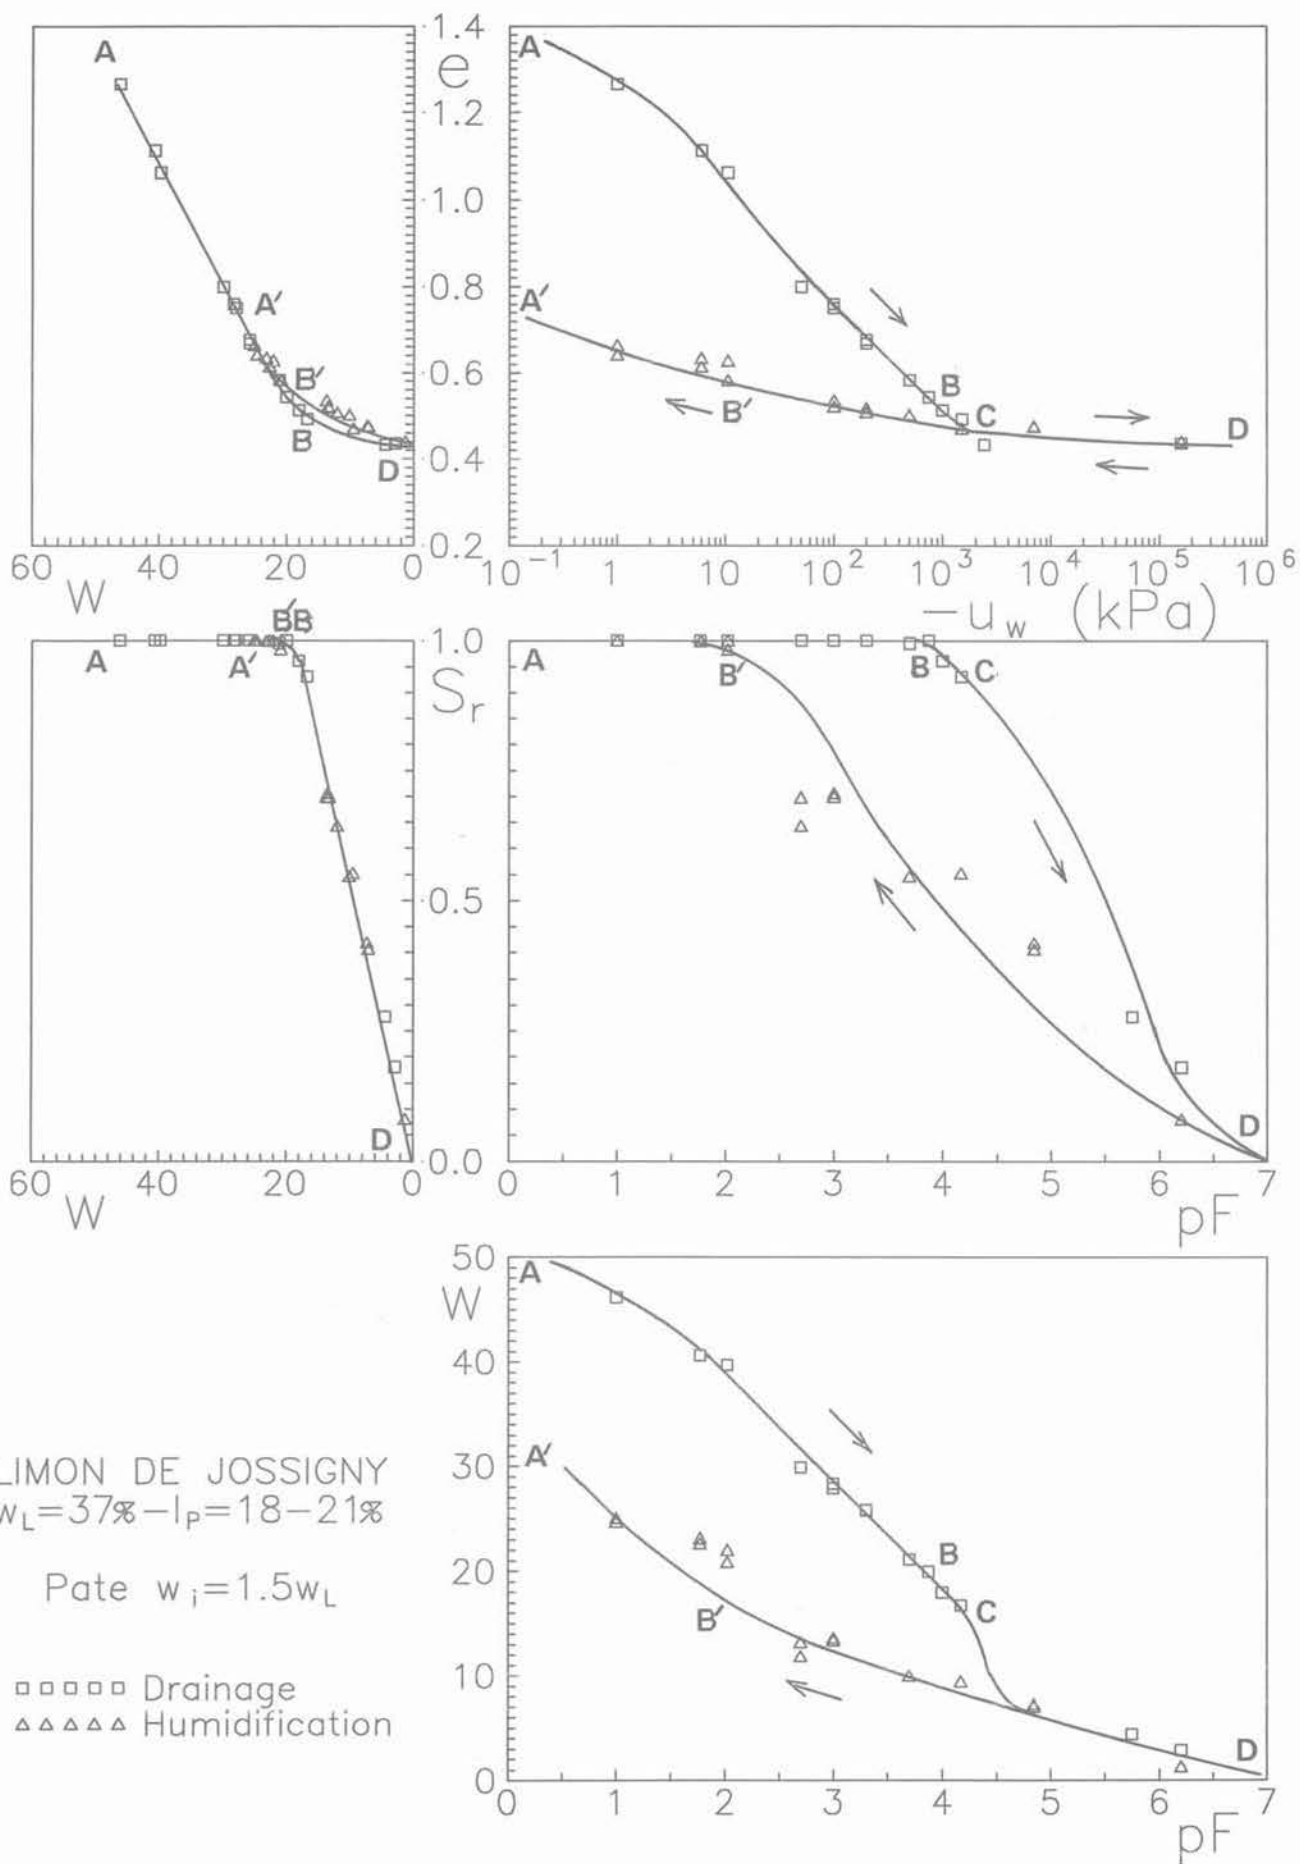 A
A'
B'
B
D
60 40 20 0
W
1.4
e
1.2
1.0
0.8
0.6
0.4
0.2
A
A'
B'
B
C
D
10⁻¹ 1 10 10² 10³ 10⁴ 10⁵ 10⁶
−u_w (kPa)
A
A'
B'B
D
60 40 20 0
W
1.0
S_r
0.5
0.0
A
B'
B
C
D
0 1 2 3 4 5 6 7
pF
50
W
40
30
20
10
0
A
A'
B'
B
C
D
0 1 2 3 4 5 6 7
pF
LIMON DE JOSSIGNY
w_L=37%−I_P=18−21%
Pate w_i=1.5w_L
Drainage
Humidification